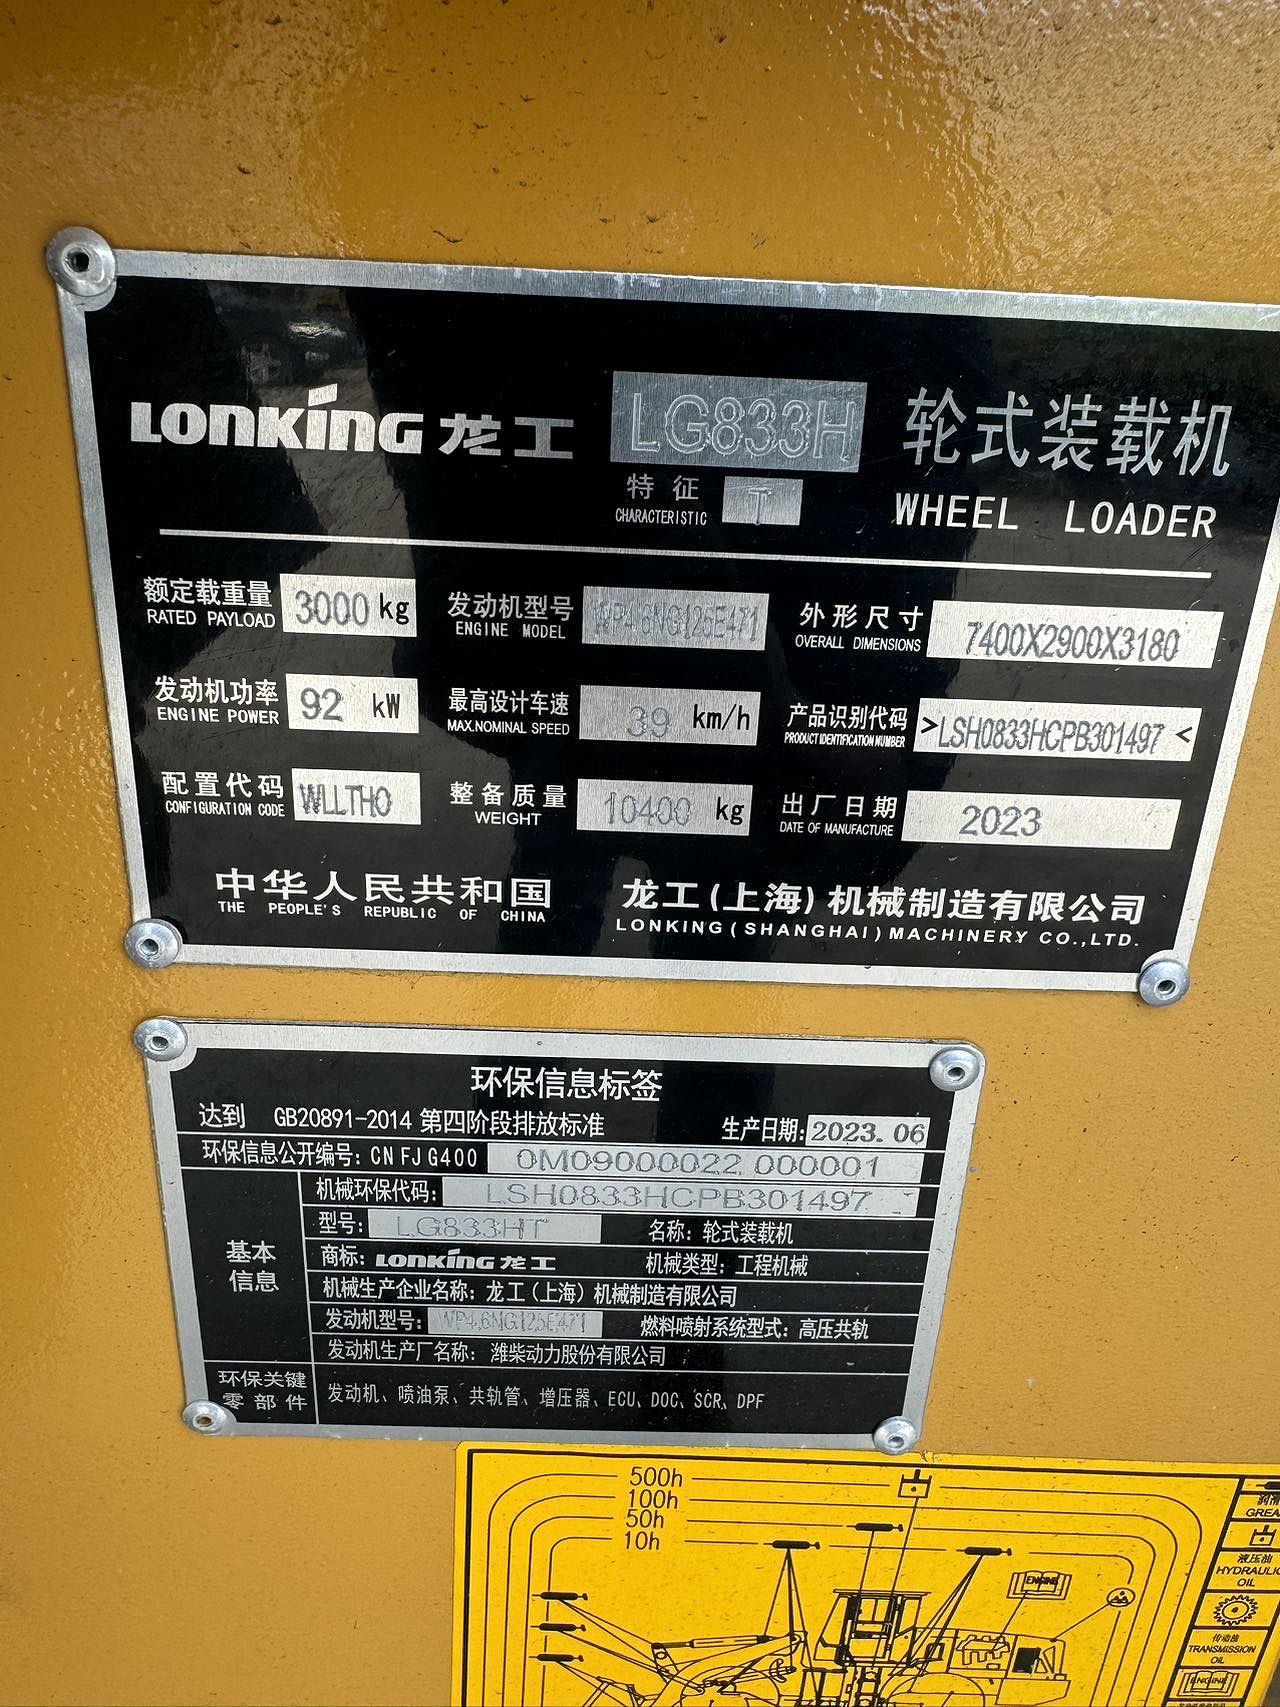 LONKING 龙工 LG833H 轮式装载机
特征 T
CHARACTERISTIC
WHEEL LOADER
额定载重量 3000 kg 发动机型号 WP4.6NG125E471 外形尺寸 7400X2900X3180
RATED PAYLOAD ENGINE MODEL OVERALL DIMENSIONS
发动机功率 92 kW 最高设计车速 39 km/h 产品识别代码 >LSH0833HCPB301497<
ENGINE POWER MAX.NOMINAL SPEED PRODUCT IDENTIFICATION NUMBER
配置代码 WLLTH0 整备质量 10400 kg 出厂日期 2023
CONFIGURATION CODE WEIGHT DATE OF MANUFACTURE
中华人民共和国 龙工(上海)机械制造有限公司
THE PEOPLE'S REPUBLIC OF CHINA LONKING(SHANGHAI)MACHINERY CO.,LTD.
环保信息标签
达到 GB20891-2014 第四阶段排放标准 生产日期: 2023.06
环保信息公开编号: CN FJ G400 0M09000022 000001
机械环保代码: LSH0833HCPB301497
型号: LG833HT 名称: 轮式装载机
基本信息
商标: LONKING 龙工 机械类型: 工程机械
机械生产企业名称: 龙工(上海)机械制造有限公司
发动机型号: WP4.6NG125E471 燃料喷射系统型式: 高压共轨
发动机生产厂名称: 潍柴动力股份有限公司
环保关键零部件 发动机、喷油泵、共轨管、增压器、ECU、DOC、SCR、DPF
500h
100h
50h
10h
GREA
液压油
HYDRAULIC
OIL
ENGINE
传动油
TRANSMISSION
OIL
ENGINE